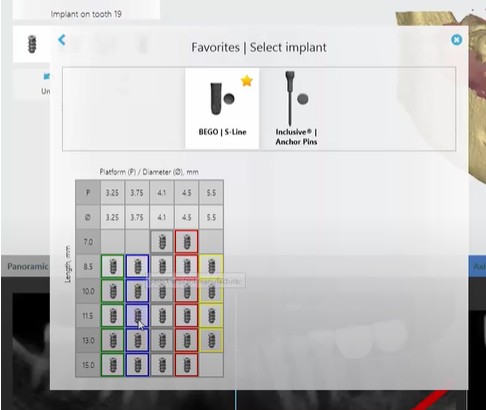 Implant on tooth 19
Favorites | Select implant
BEGO | S-Line
Inclusive® |
Anchor Pins
Platform (P) / Diameter (Ø), mm
P 3.25 3.75 4.1 4.5 5.5
Ø 3.25 3.75 4.1 4.5 5.5
Length, mm
7.0
8.5
10.0
11.5
13.0
15.0
Un
Panoramic
Axi